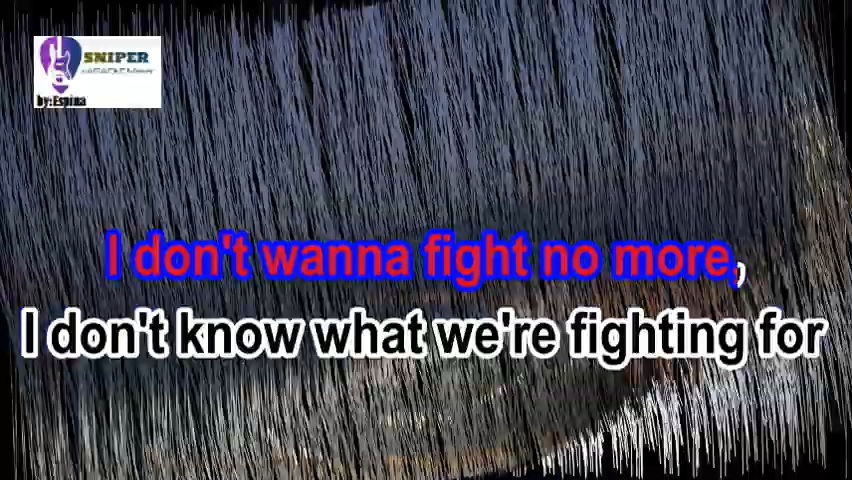 SNIPER
by:Espina
I don't wanna fight no more,
I don't know what we're fighting for